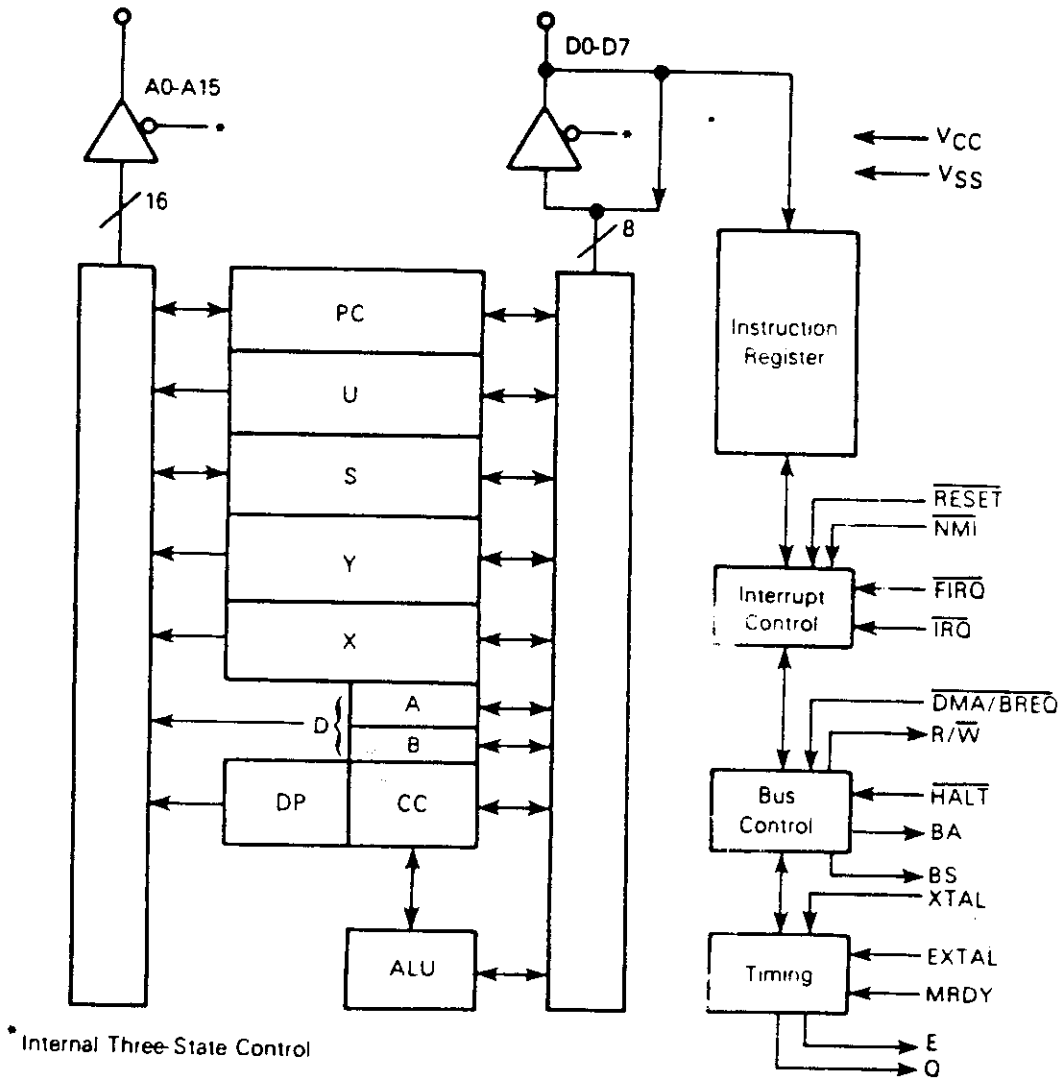 A0-A15
*
16
D0-D7
*
8
VCC
VSS
PC
U
S
Y
X
D {
A
B
DP
CC
ALU
Instruction
Register
RESET
NMI
Interrupt
Control
FIRQ
IRQ
DMA/BREQ
R/W
Bus
Control
HALT
BA
BS
XTAL
Timing
EXTAL
MRDY
E
Q
* Internal Three-State Control